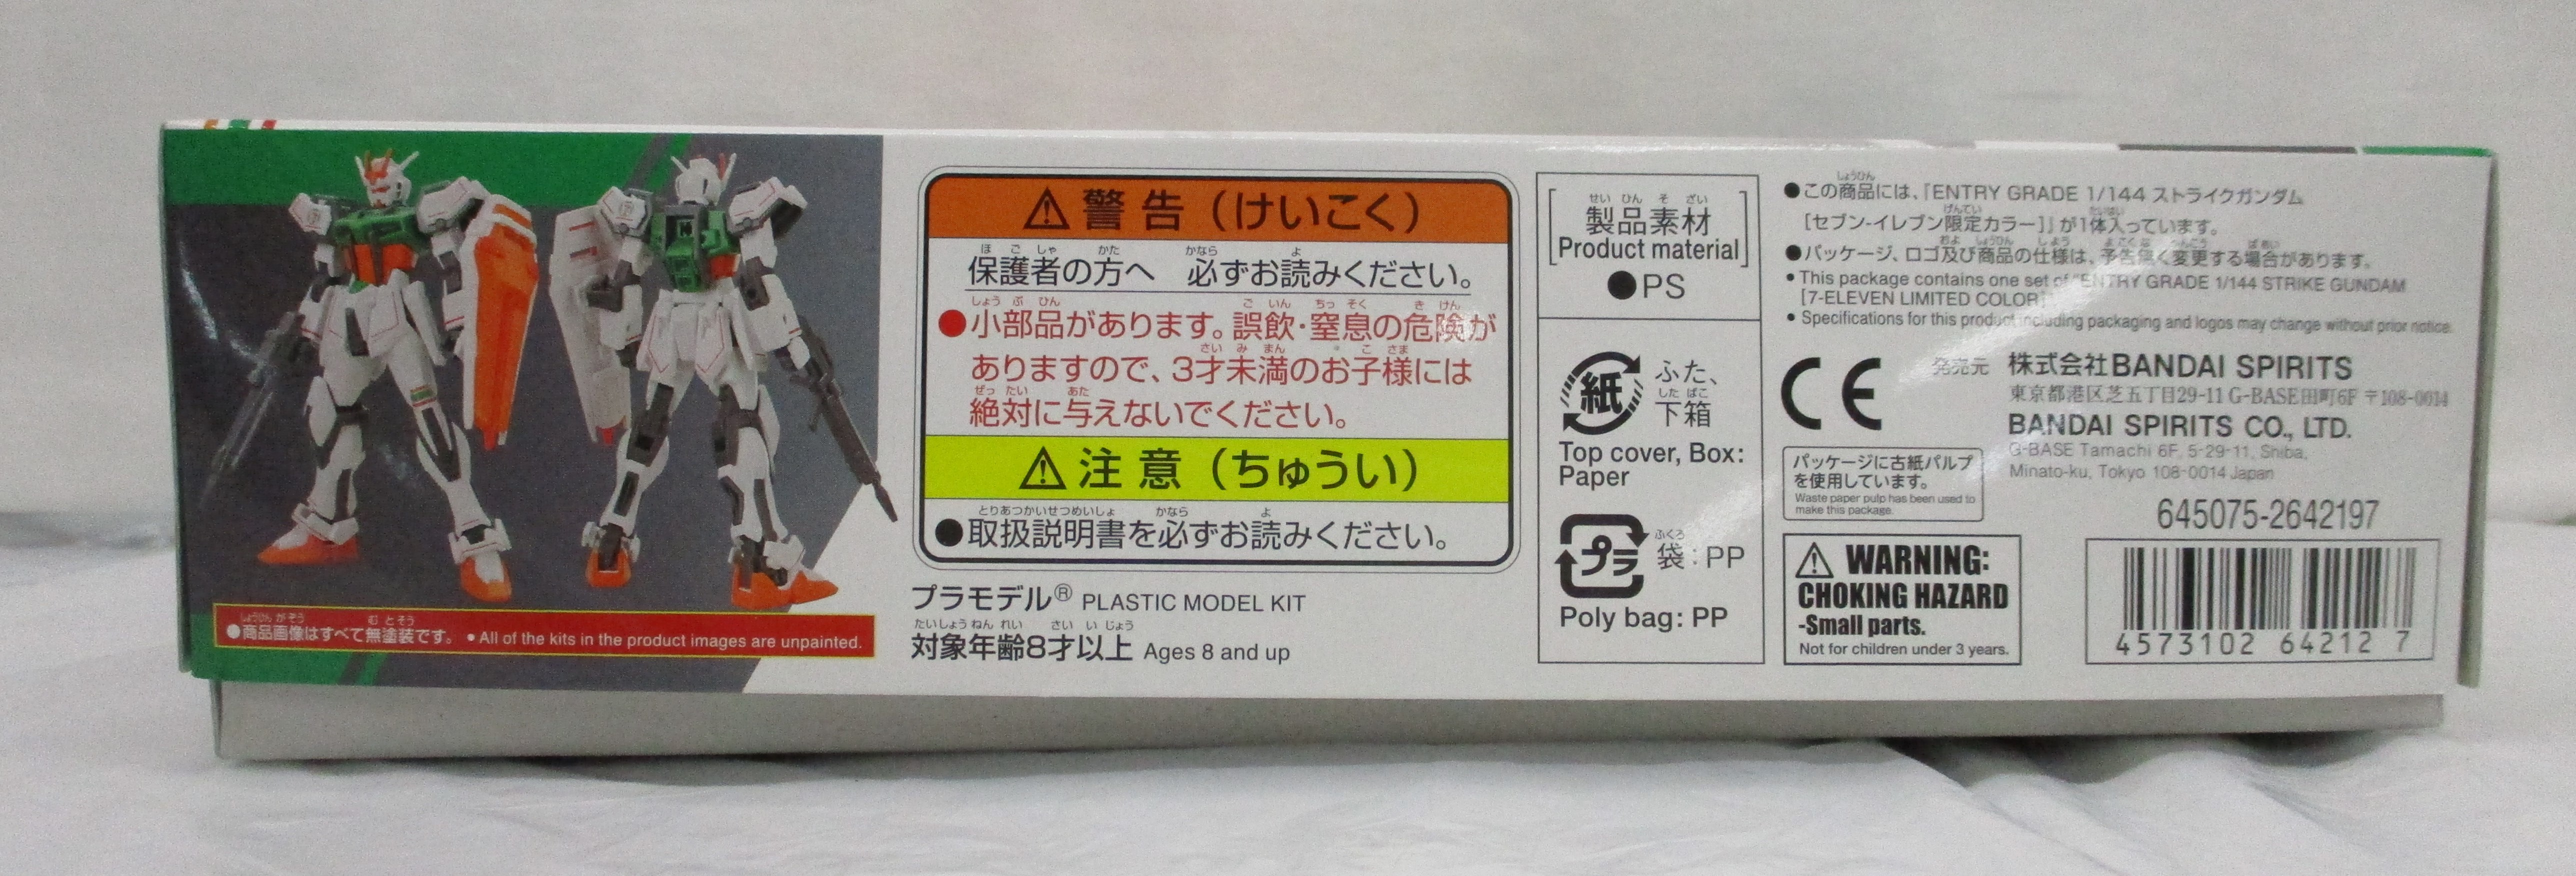 ●商品画像はすべて無塗装です。 ●All of the kits in the product images are unpainted.
⚠警告(けいこく)
保護者の方へ 必ずお読みください。
●小部品があります。誤飲・窒息の危険が
ありますので、3才未満のお子様には
絶対に与えないでください。
⚠注意(ちゅうい)
●取扱説明書を必ずお読みください。
プラモデル® PLASTIC MODEL KIT
対象年齢8才以上 Ages 8 and up
製品素材
Product material
●PS
紙
ふた、
下箱
Top cover, Box:
Paper
プラ
袋:PP
Poly bag: PP
●この商品には、「ENTRY GRADE 1/144 ストライクガンダム
[セブン-イレブン限定カラー]」が1体入っています。
●パッケージ、ロゴ及び商品の仕様は、予告無く変更する場合があります。
●This package contains one set of "ENTRY GRADE 1/144 STRIKE GUNDAM
[7-ELEVEN LIMITED COLOR]"
●Specifications for this product including packaging and logos may change without prior notice.
CE
発売元 株式会社BANDAI SPIRITS
東京都港区芝五丁目29-11 G-BASE田町6F 〒108-0014
BANDAI SPIRITS CO., LTD.
G-BASE Tamachi 6F, 5-29-11, Shiba,
Minato-ku, Tokyo 108-0014 Japan
パッケージに古紙パルプ
を使用しています。
Waste paper pulp has been used to
make this package.
645075-2642197
⚠ WARNING:
CHOKING HAZARD
-Small parts.
Not for children under 3 years.
4573102 64212 7